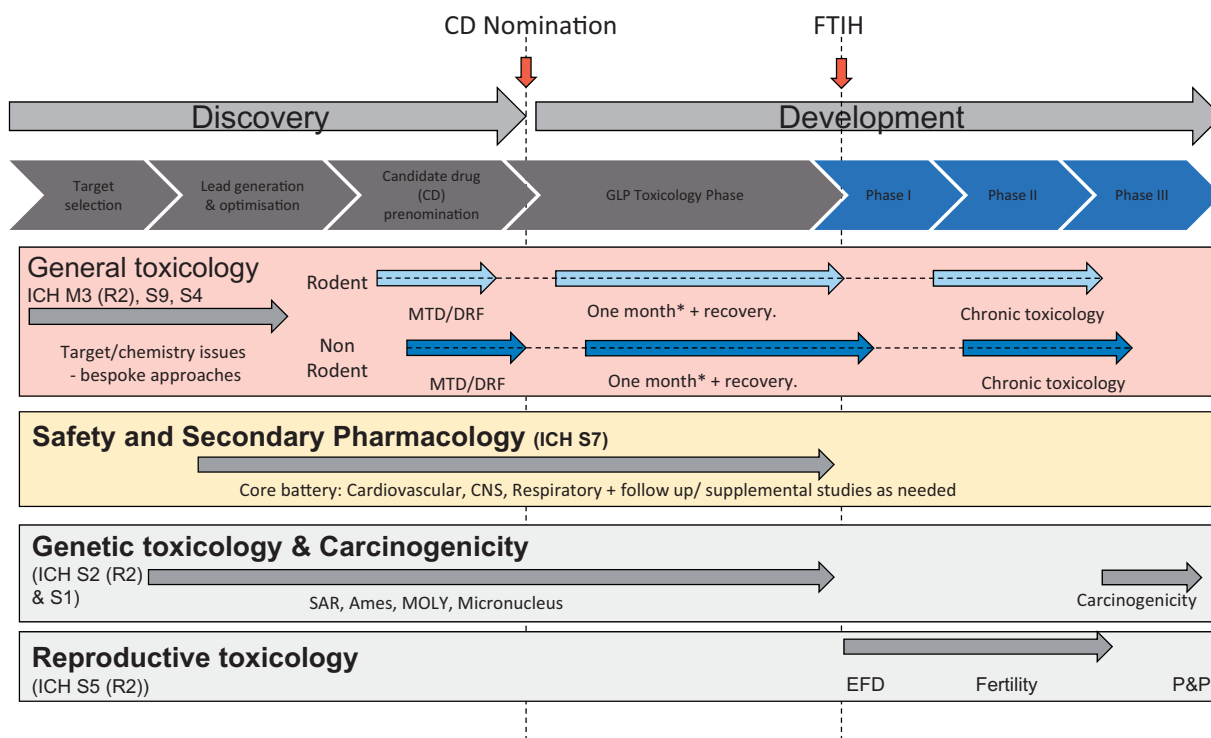 CD Nomination
FTIH
Discovery
Development
Target
selection
Lead generation
& optimisation
Candidate drug
(CD)
prenomination
GLP Toxicology Phase
Phase I
Phase II
Phase III
General toxicology
ICH M3 (R2), S9, S4
Target/chemistry issues
- bespoke approaches
Rodent
MTD/DRF
One month* + recovery.
Chronic toxicology
Non
Rodent
MTD/DRF
One month* + recovery.
Chronic toxicology
Safety and Secondary Pharmacology (ICH S7)
Core battery: Cardiovascular, CNS, Respiratory + follow up/ supplemental studies as needed
Genetic toxicology & Carcinogenicity
(ICH S2 (R2)
& S1)
SAR, Ames, MOLY, Micronucleus
Carcinogenicity
Reproductive toxicology
(ICH S5 (R2))
EFD
Fertility
P&P